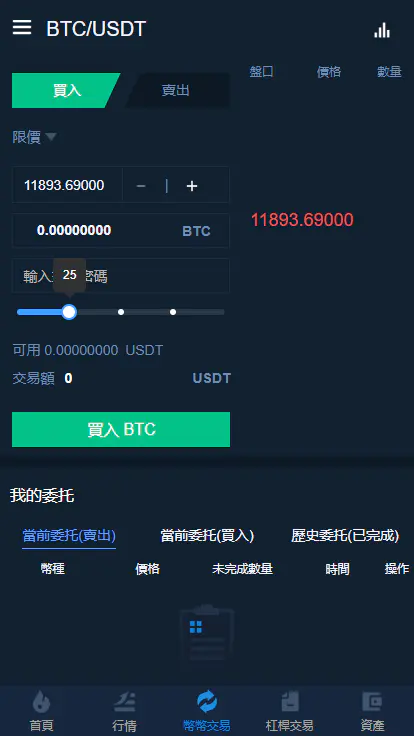 BTC/USDT
買入 賣出
盤口 價格 數量
限價
11893.69000 − | +
0.00000000 BTC
11893.69000
輸入 密碼
25
可用 0.00000000 USDT
交易額 0 USDT
買入 BTC
我的委托
當前委托(賣出) 當前委托(買入) 歷史委托(已完成)
幣種 價格 未完成數量 時間 操作
首頁 行情 幣幣交易 杠桿交易 資產